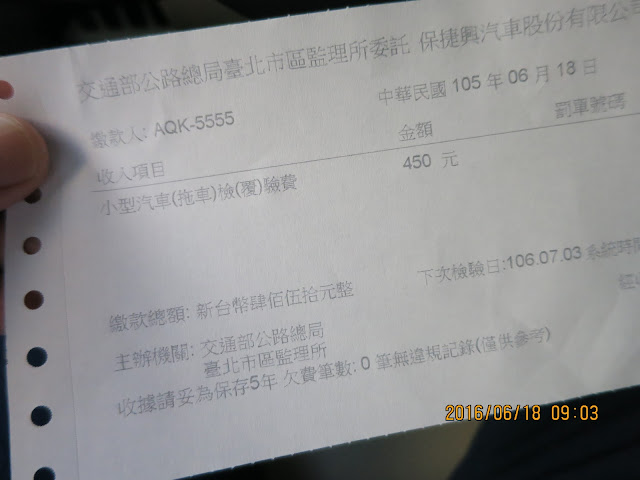 交通部公路總局臺北市區監理所委託 保捷興汽車股份有限公司
中華民國 105 年 06 月 18 日
繳款人: AQK-5555
收入項目 金額 罰單號碼
小型汽車(拖車)檢(覆)驗費 450 元
繳款總額: 新台幣肆佰伍拾元整 下次檢驗日:106.07.03 系統時間
主辦機關: 交通部公路總局
臺北市區監理所
收據請妥為保存5年 欠費筆數: 0 筆無違規記錄(僅供參考)
2016/06/18 09:03